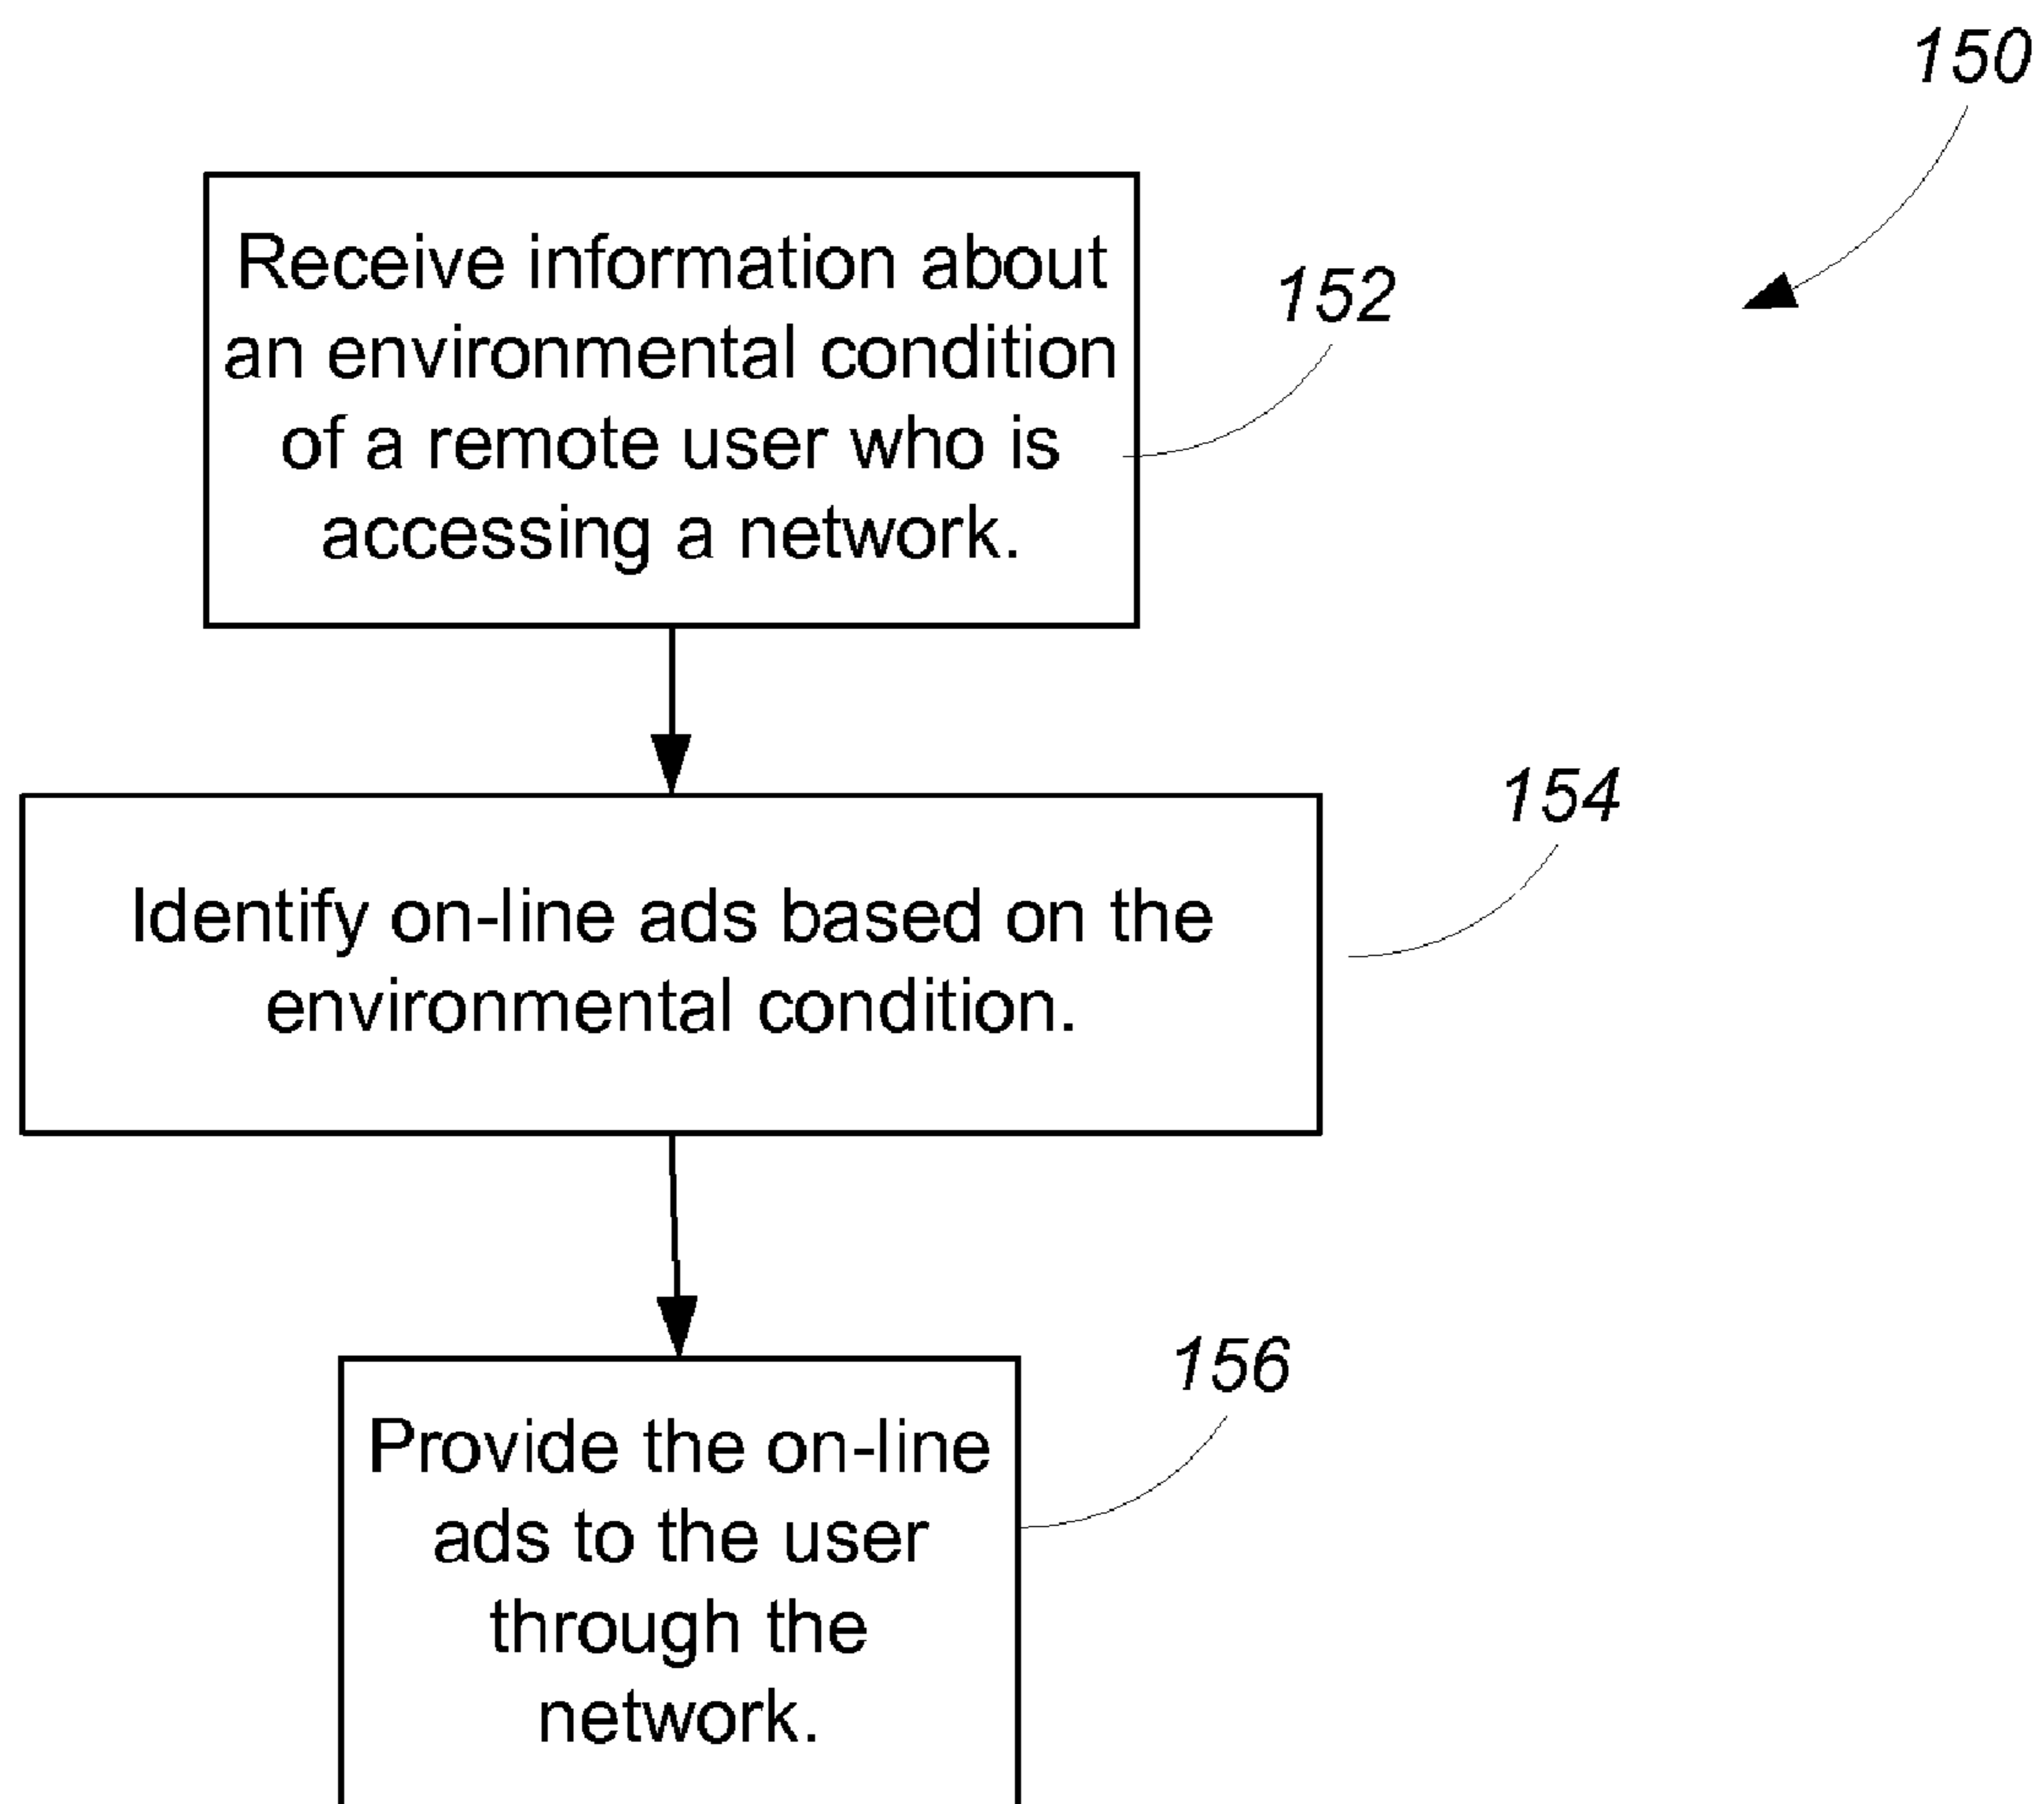 150
Receive information about
an environmental condition
of a remote user who is
accessing a network.
152
Identify on-line ads based on the
environmental condition.
154
Provide the on-line
ads to the user
through the
network.
156